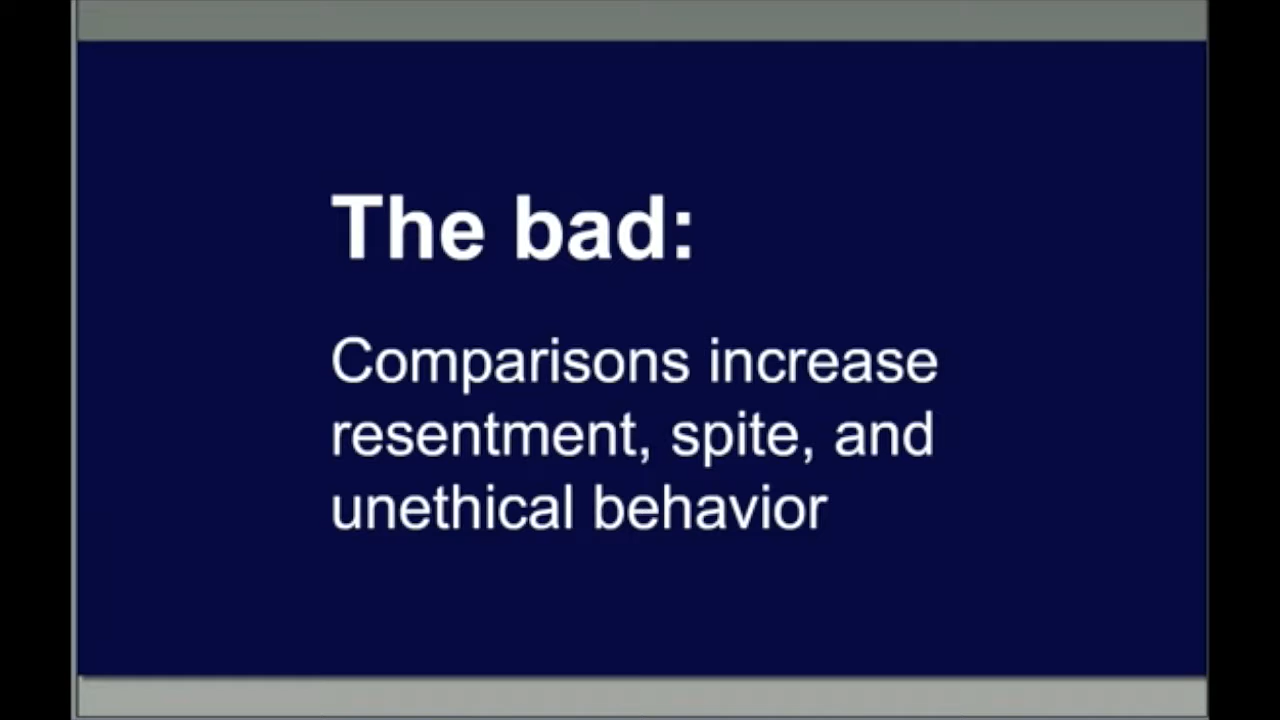 The bad:
Comparisons increase
resentment, spite, and
unethical behavior